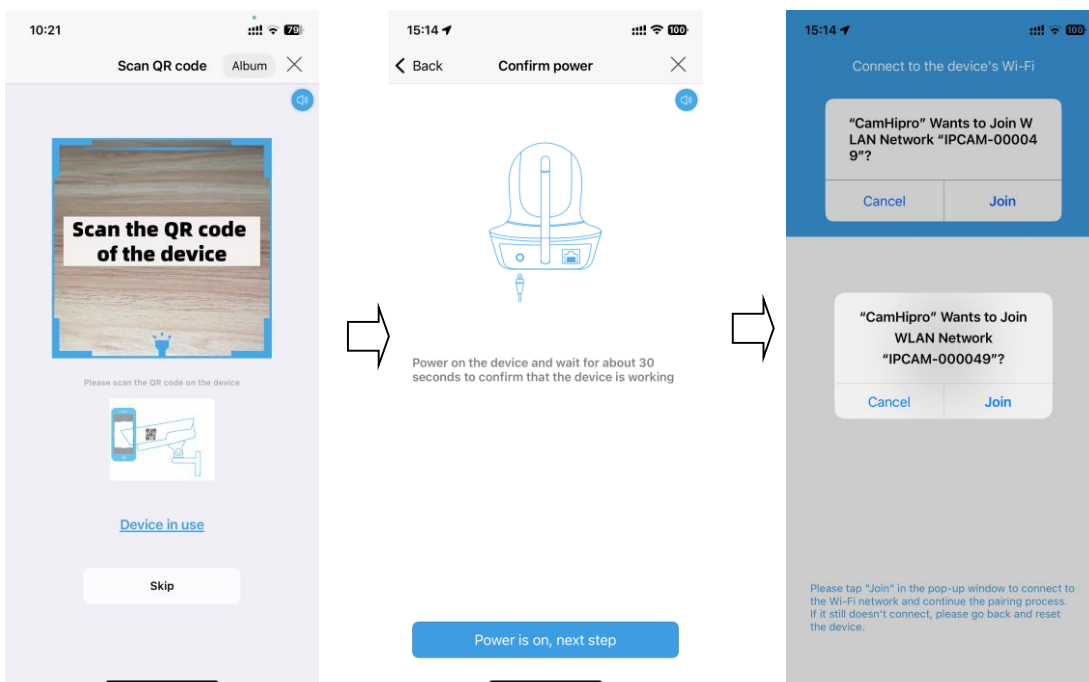 10:21
79
Scan QR code
Album
Scan the QR code
of the device
Please scan the QR code on the device
Device in use
Skip
15:14
100
Back
Confirm power
Power on the device and wait for about 30
seconds to confirm that the device is working
Power is on, next step
15:14
100
Connect to the device's Wi-Fi
“CamHipro” Wants to Join W
LAN Network “IPCAM-00004
9”?
Cancel
Join
“CamHipro” Wants to Join
WLAN Network
“IPCAM-000049”?
Cancel
Join
Please tap "Join" in the pop-up window to connect to
the Wi-Fi network and continue the pairing process.
If it still doesn't connect, please go back and reset
the device.